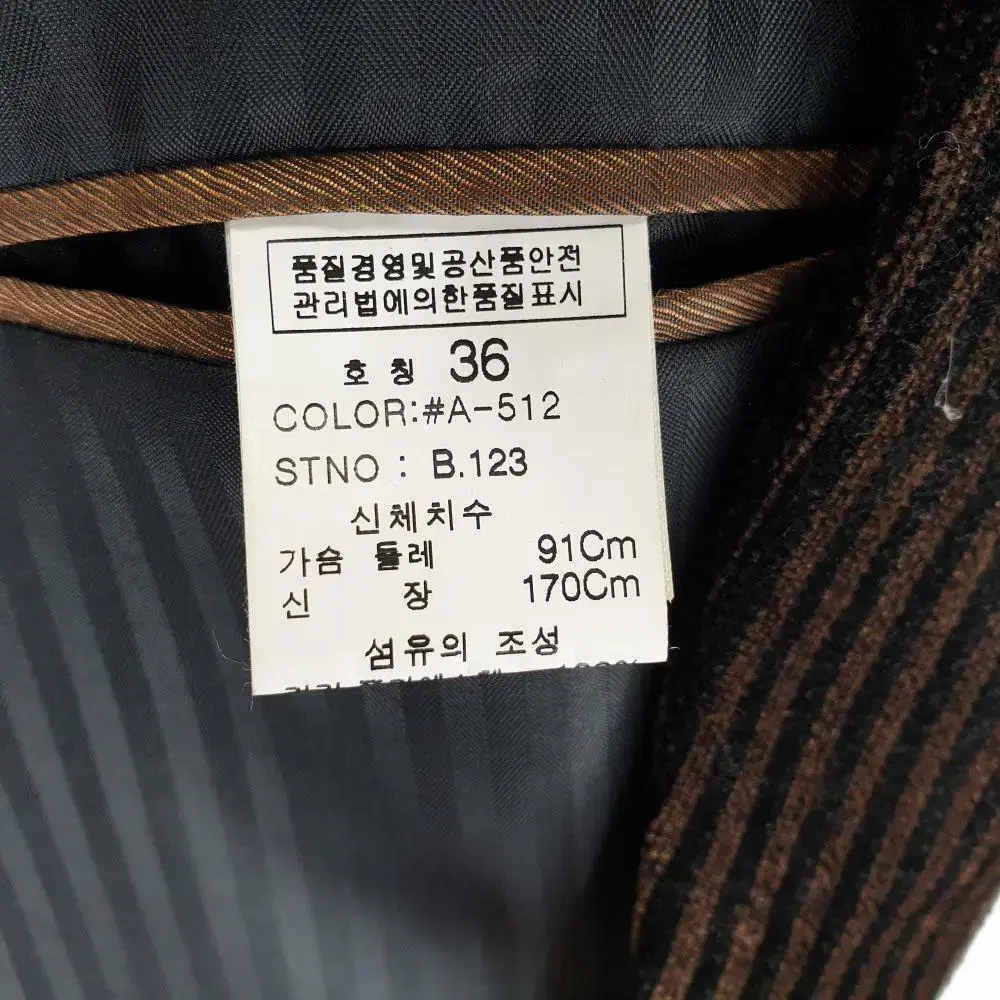 품질경영및공산품안전
관리법에의한품질표시
호칭 36
COLOR:#A-512
STNO : B.123
신체치수
가슴 둘레 91Cm
신 장 170Cm
섬유의 조성